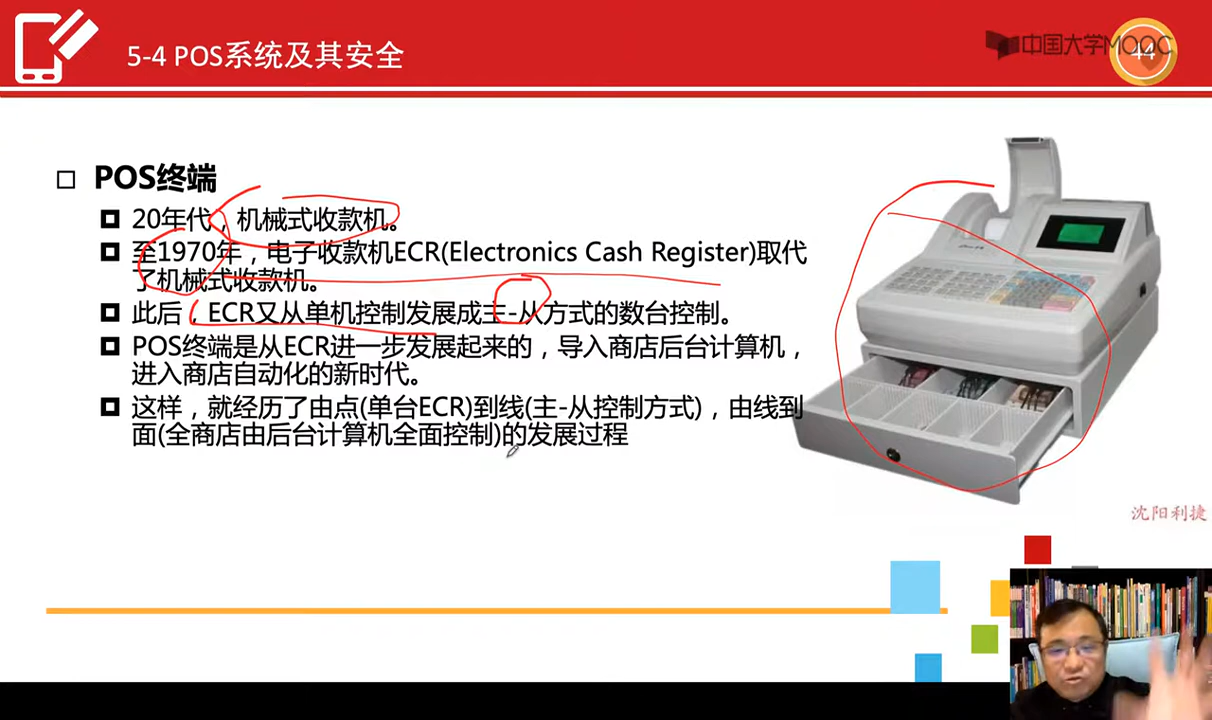 5-4 POS系统及其安全
中国大学MOOC
44
POS终端
20年代，机械式收款机。
至1970年，电子收款机ECR(Electronics Cash Register)取代
了机械式收款机。
此后，ECR又从单机控制发展成主-从方式的数台控制。
POS终端是从ECR进一步发展起来的，导入商店后台计算机，
进入商店自动化的新时代。
这样，就经历了由点(单台ECR)到线(主-从控制方式)，由线到
面(全商店由后台计算机全面控制)的发展过程
沈阳利捷